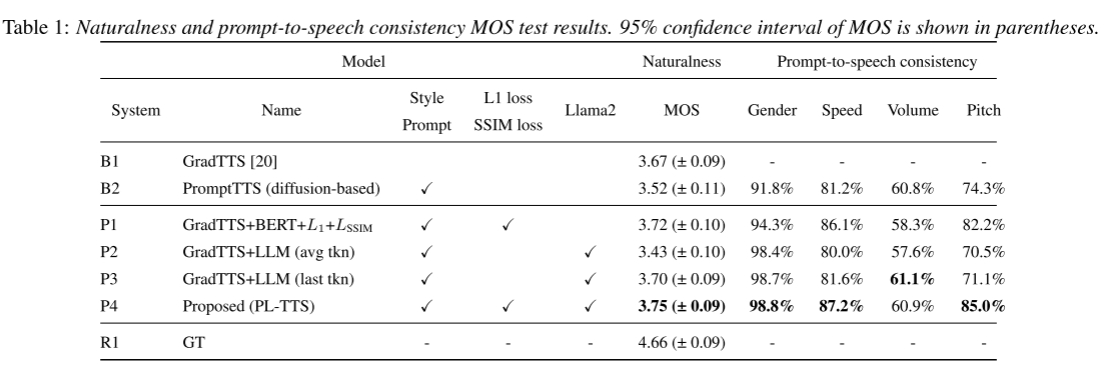 Table 1: Naturalness and prompt-to-speech consistency MOS test results. 95% confidence interval of MOS is shown in parentheses.
Model Naturalness Prompt-to-speech consistency
System Name Style Prompt L1 loss SSIM loss Llama2 MOS Gender Speed Volume Pitch
B1 GradTTS [20] 3.67 (± 0.09) - - - -
B2 PromptTTS (diffusion-based) ✓ 3.52 (± 0.11) 91.8% 81.2% 60.8% 74.3%
P1 GradTTS+BERT+L1+LSSIM ✓ ✓ 3.72 (± 0.10) 94.3% 86.1% 58.3% 82.2%
P2 GradTTS+LLM (avg tkn) ✓ ✓ 3.43 (± 0.10) 98.4% 80.0% 57.6% 70.5%
P3 GradTTS+LLM (last tkn) ✓ ✓ 3.70 (± 0.09) 98.7% 81.6% 61.1% 71.1%
P4 Proposed (PL-TTS) ✓ ✓ ✓ 3.75 (± 0.09) 98.8% 87.2% 60.9% 85.0%
R1 GT - - - 4.66 (± 0.09) - - - -